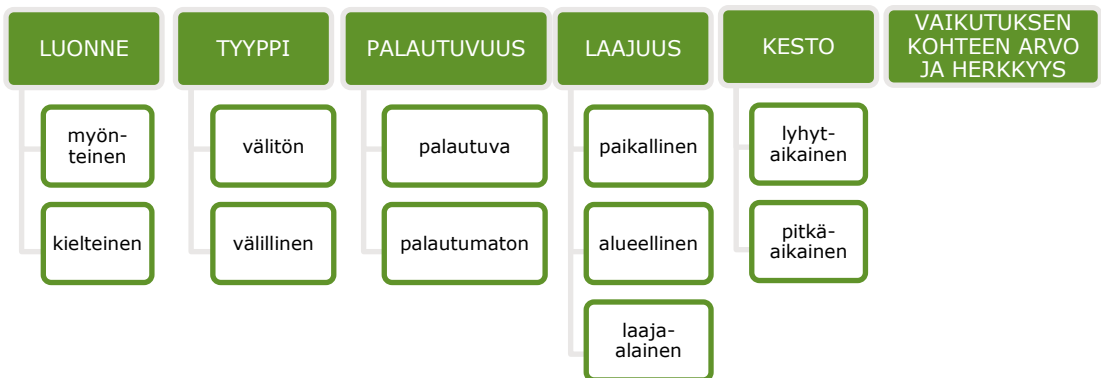 LUONNE
myön-
teinen
kielteinen
TYYPPI
välitön
välillinen
PALAUTUVUUS
palautuva
palautumaton
LAAJUUS
paikallinen
alueellinen
laaja-
alainen
KESTO
lyhyt-
aikainen
pitkä-
aikainen
VAIKUTUKSEN
KOHTEEN ARVO
JA HERKKYYS